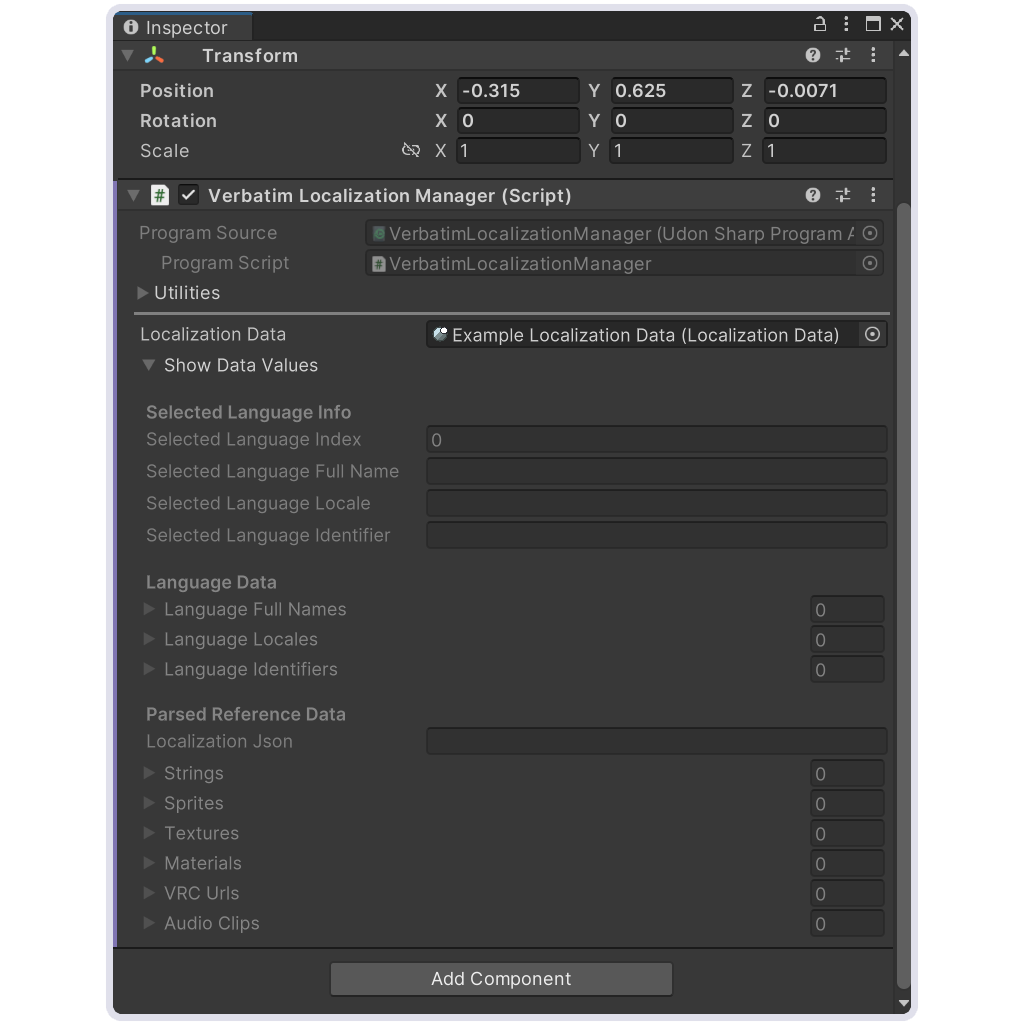 Inspector
Transform
Position X -0.315 Y 0.625 Z -0.0071
Rotation X 0 Y 0 Z 0
Scale X 1 Y 1 Z 1
# Verbatim Localization Manager (Script)
Program Source VerbatimLocalizationManager (Udon Sharp Program A
Program Script # VerbatimLocalizationManager
Utilities
Localization Data Example Localization Data (Localization Data)
Show Data Values
Selected Language Info
Selected Language Index 0
Selected Language Full Name
Selected Language Locale
Selected Language Identifier
Language Data
Language Full Names 0
Language Locales 0
Language Identifiers 0
Parsed Reference Data
Localization Json
Strings 0
Sprites 0
Textures 0
Materials 0
VRC Urls 0
Audio Clips 0
Add Component